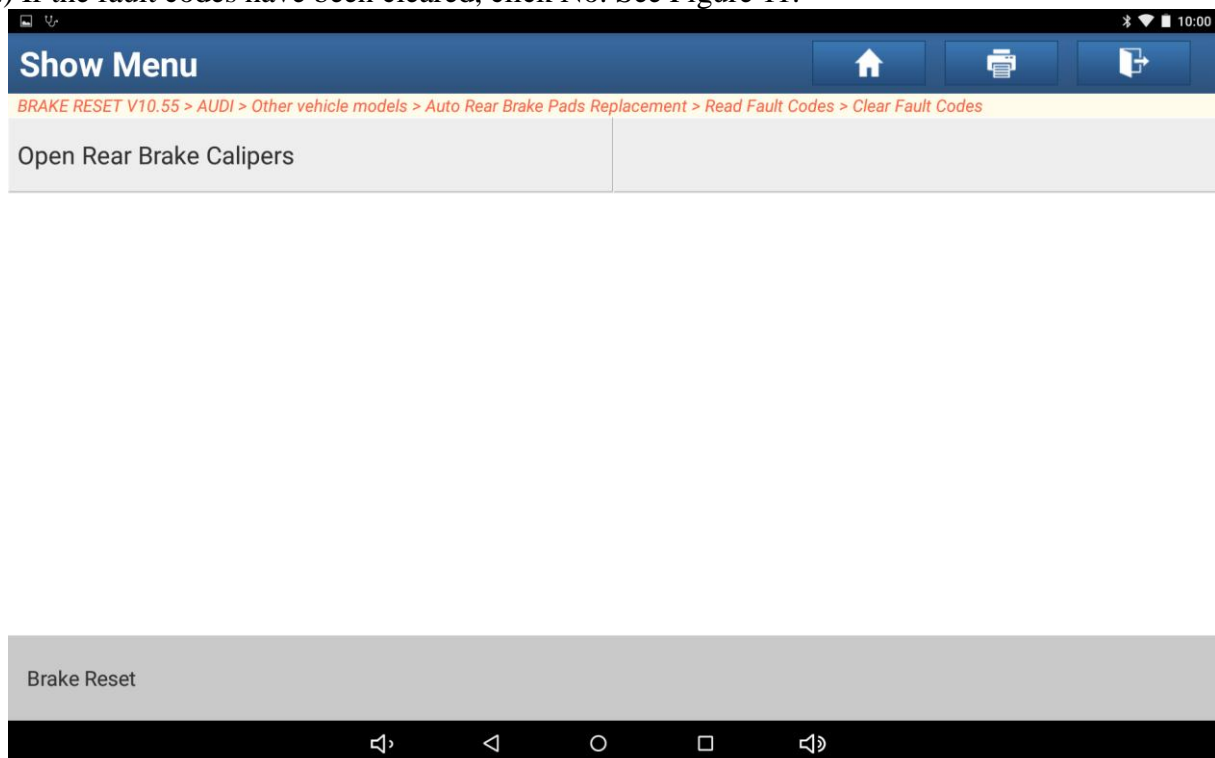 ) If the fault codes have been cleared, click No. See Figure 11.
10:00
Show Menu
BRAKE RESET V10.55 > AUDI > Other vehicle models > Auto Rear Brake Pads Replacement > Read Fault Codes > Clear Fault Codes
Open Rear Brake Calipers
Brake Reset